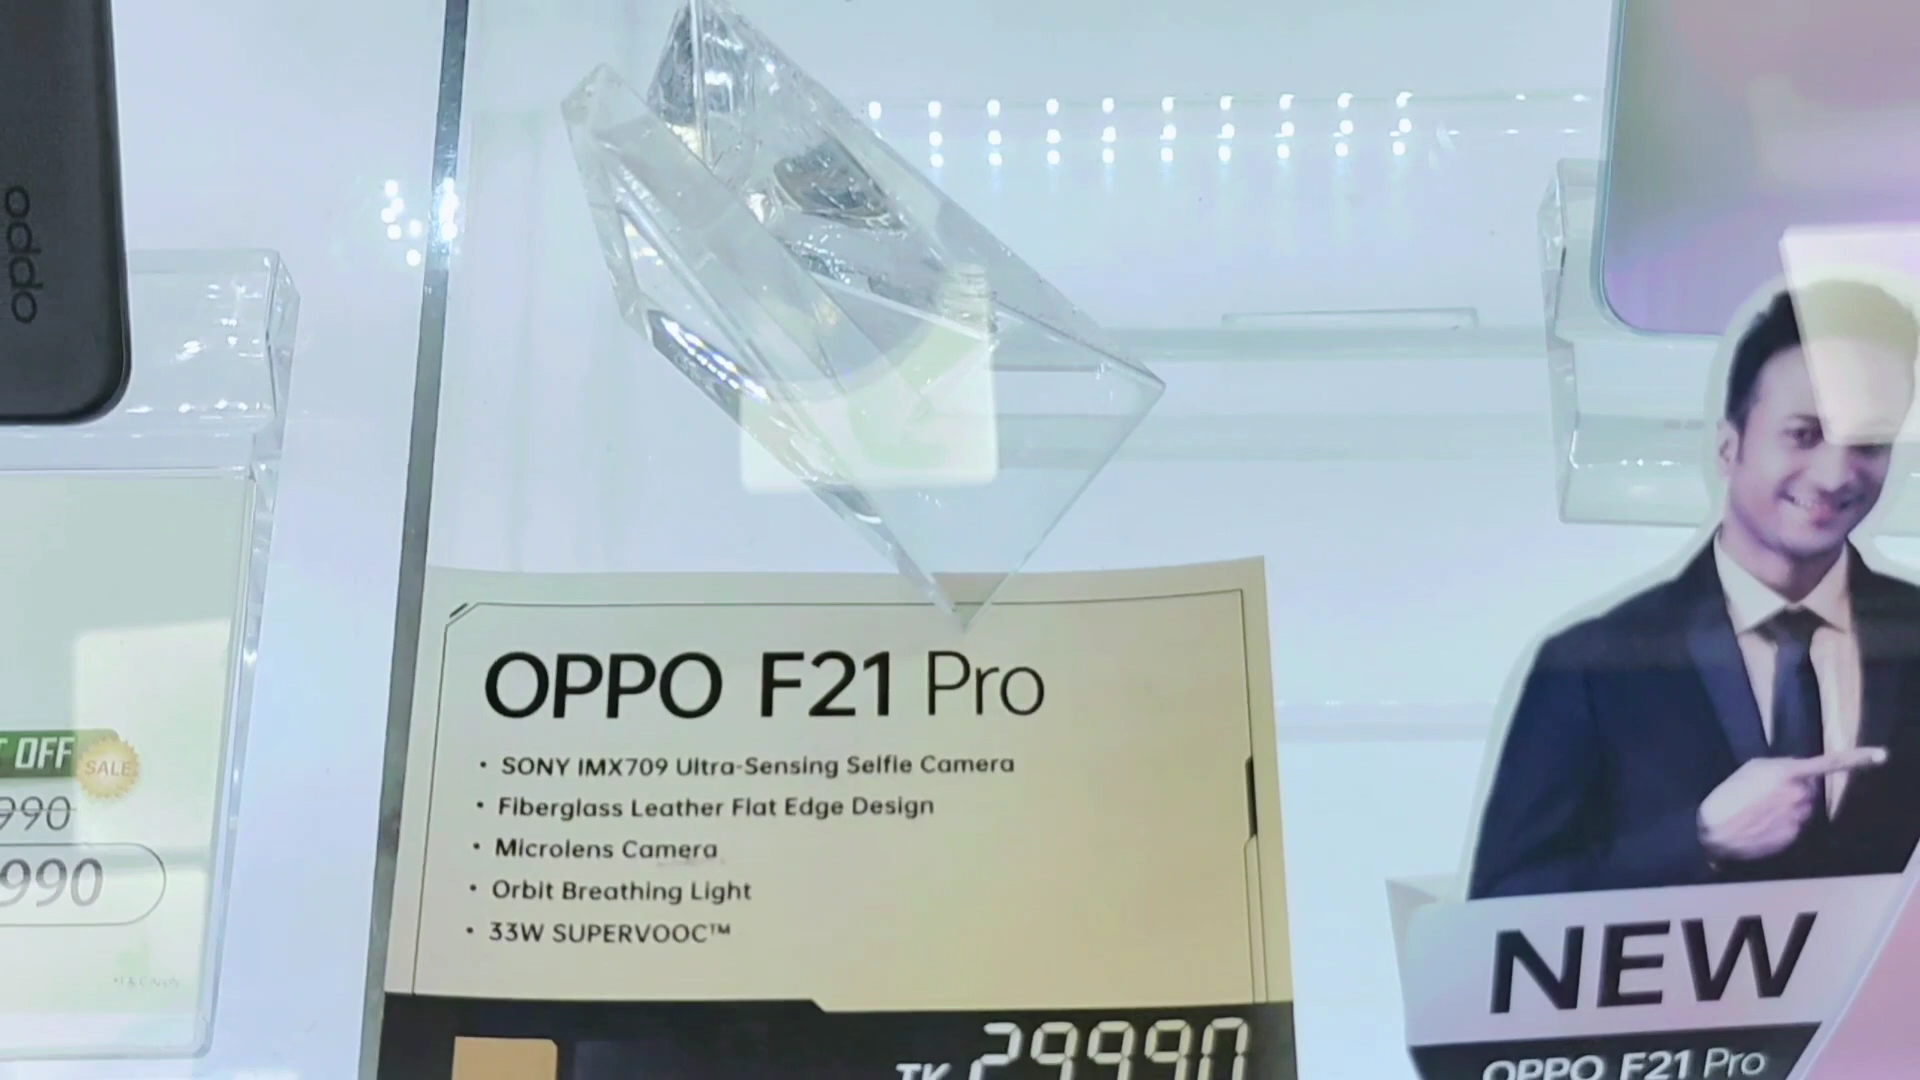 oppo
OPPO F21 Pro
• SONY IMX709 Ultra-Sensing Selfie Camera
• Fiberglass Leather Flat Edge Design
• Microlens Camera
• Orbit Breathing Light
• 33W SUPERVOOC™
TK 29990
OFF
SALE
990
990
NEW
OPPO F21 Pro